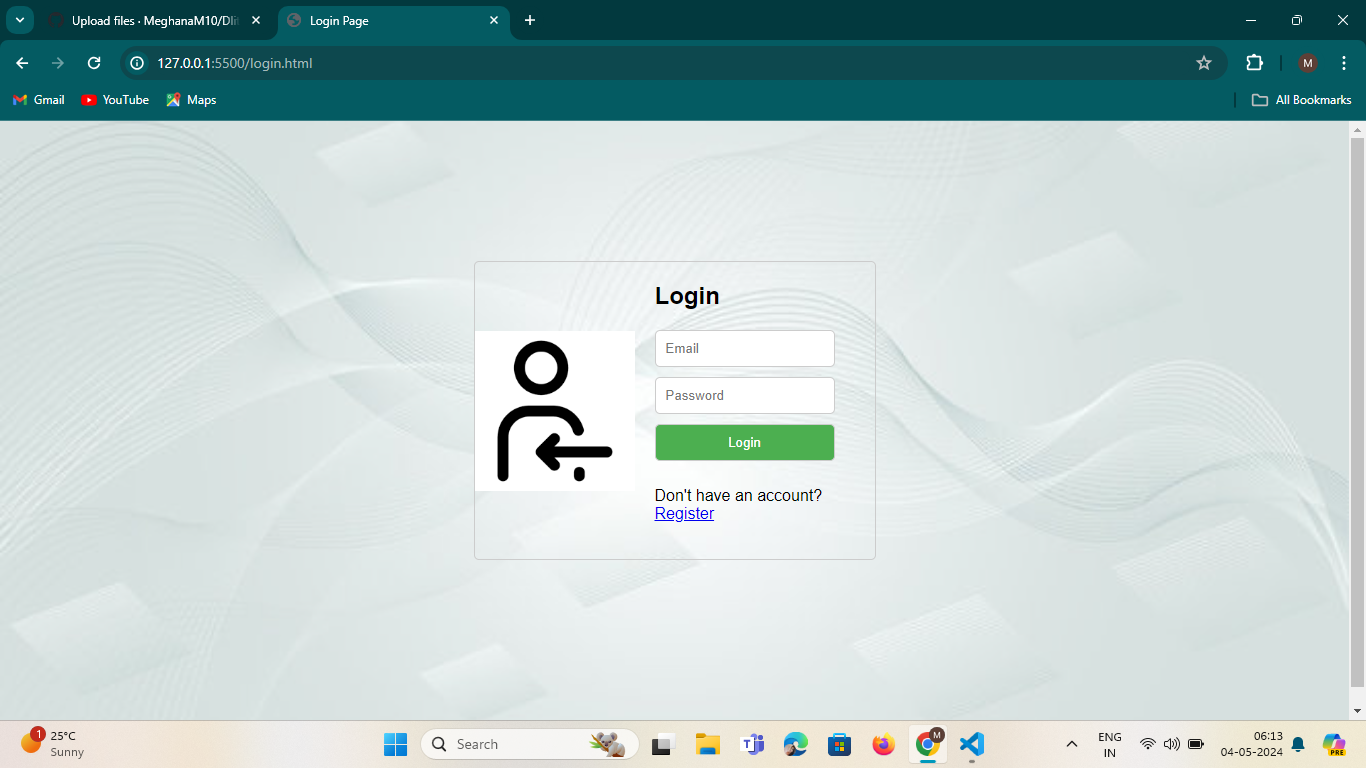 Upload files · MeghanaM10/Dli
Login Page
127.0.0.1:5500/login.html
M
Gmail
YouTube
Maps
All Bookmarks
Login
Email
Password
Login
Don't have an account?
Register
1
25°C
Sunny
Search
M
ENG
IN
06:13
04-05-2024
PRE